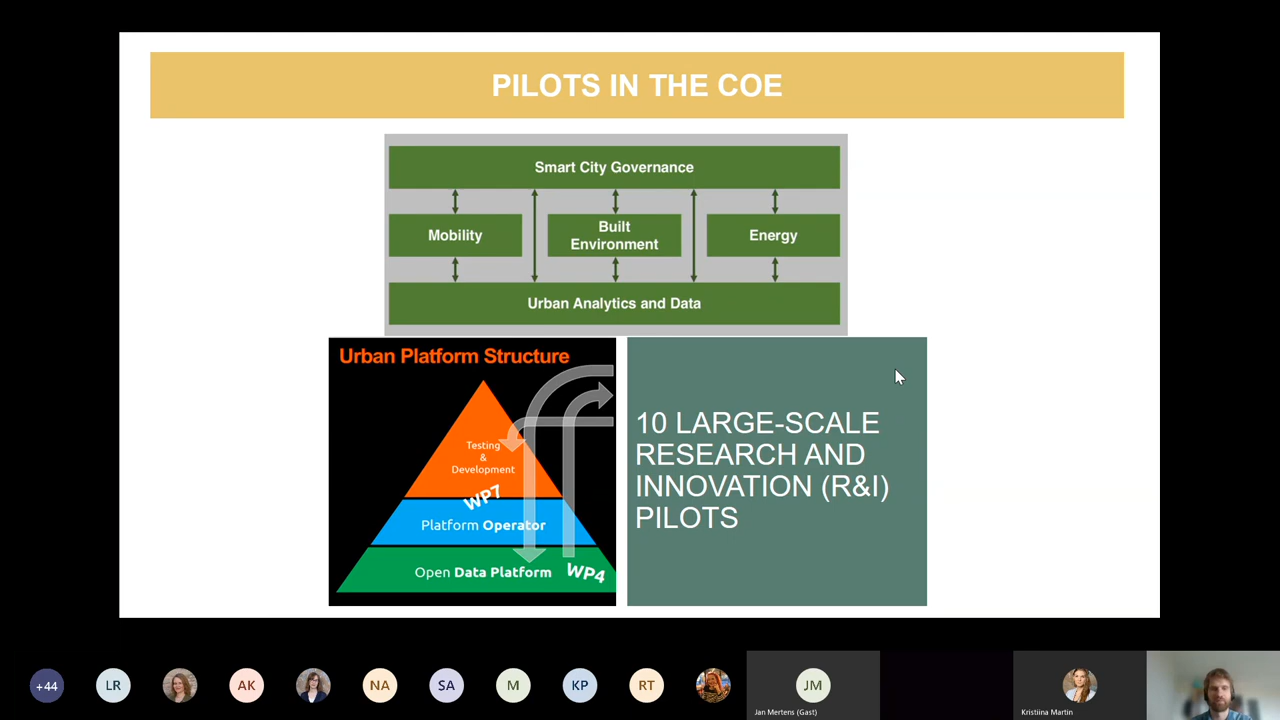 PILOTS IN THE COE
Smart City Governance
Mobility
Built
Environment
Energy
Urban Analytics and Data
Urban Platform Structure
Testing
&
Development
WP7
Platform Operator
Open Data Platform
WP4
10 LARGE-SCALE
RESEARCH AND
INNOVATION (R&I)
PILOTS
+44
LR
AK
NA
SA
M
KP
RT
JM
Jan Mertens (Gast)
Kristiina Martin